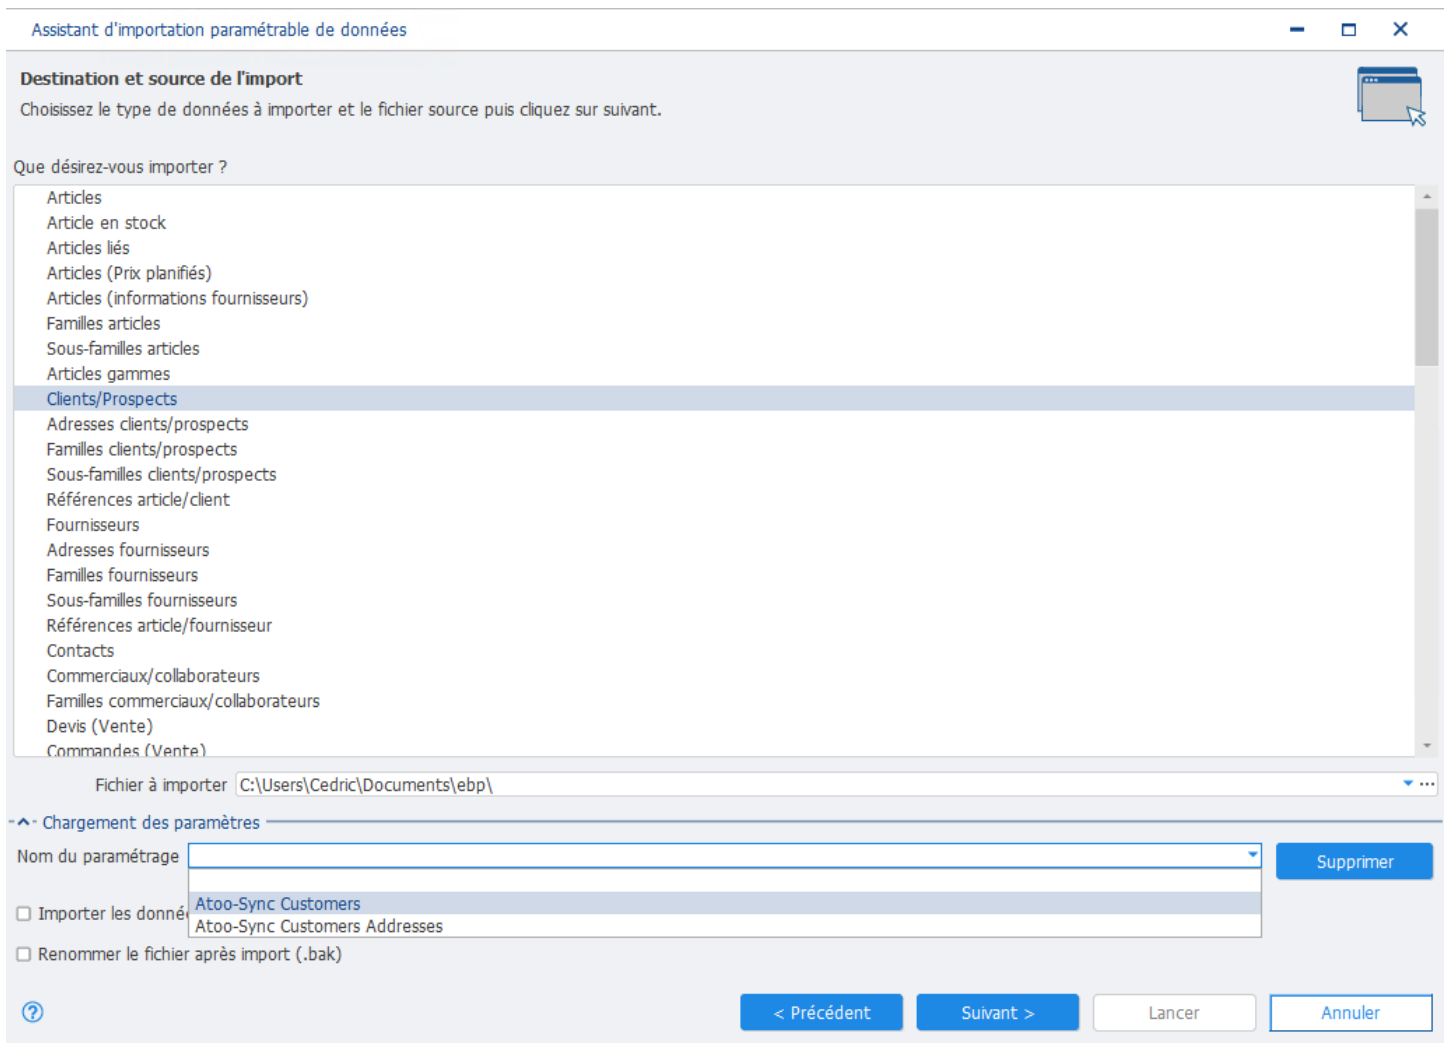 Assistant d'importation paramétrable de données
Destination et source de l'import
Choisissez le type de données à importer et le fichier source puis cliquez sur suivant.
Que désirez-vous importer ?
Articles
Article en stock
Articles liés
Articles (Prix planifiés)
Articles (informations fournisseurs)
Familles articles
Sous-familles articles
Articles gammes
Clients/Prospects
Adresses clients/prospects
Familles clients/prospects
Sous-familles clients/prospects
Références article/client
Fournisseurs
Adresses fournisseurs
Familles fournisseurs
Sous-familles fournisseurs
Références article/fournisseur
Contacts
Commerciaux/collaborateurs
Familles commerciaux/collaborateurs
Devis (Vente)
Commandes (Vente)
Fichier à importer C:\Users\Cedric\Documents\ebp\
Chargement des paramètres
Nom du paramétrage Supprimer
Atoo-Sync Customers
Importer les donné
Atoo-Sync Customers Addresses
Renommer le fichier après import (.bak)
? < Précédent Suivant > Lancer Annuler